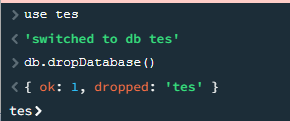 > use tes
< 'switched to db tes'
> db.dropDatabase()
< { ok: 1, dropped: 'tes' }
tes>